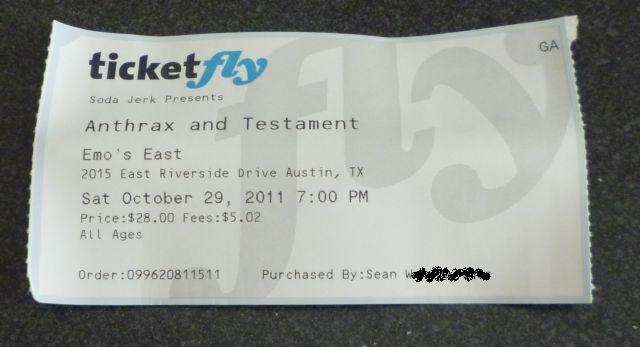 ticketfly
GA
Soda Jerk Presents
Anthrax and Testament
Emo's East
2015 East Riverside Drive Austin, TX
Sat October 29, 2011 7:00 PM
Price:$28.00 Fees:$5.02
All Ages
Order:099620811511 Purchased By:Sean
fly